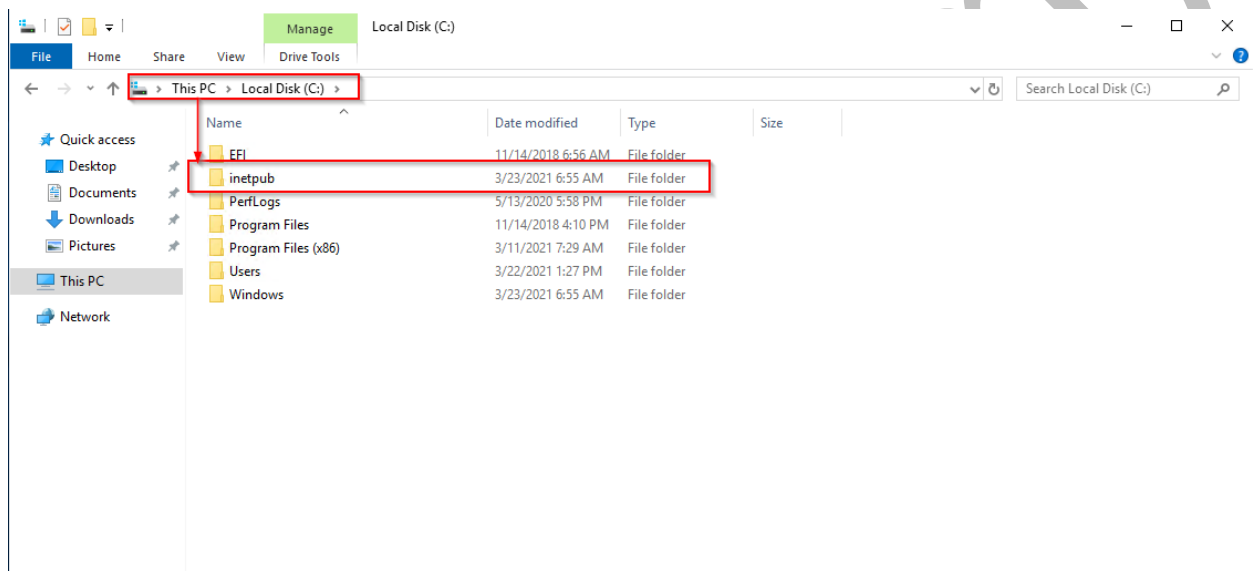 Manage Local Disk (C:)
File Home Share View Drive Tools
This PC > Local Disk (C:) > Search Local Disk (C:)
Name Date modified Type Size
Quick access
Desktop
Documents
Downloads
Pictures
This PC
Network
EFI 11/14/2018 6:56 AM File folder
inetpub 3/23/2021 6:55 AM File folder
PerfLogs 5/13/2020 5:58 PM File folder
Program Files 11/14/2018 4:10 PM File folder
Program Files (x86) 3/11/2021 7:29 AM File folder
Users 3/22/2021 1:27 PM File folder
Windows 3/23/2021 6:55 AM File folder